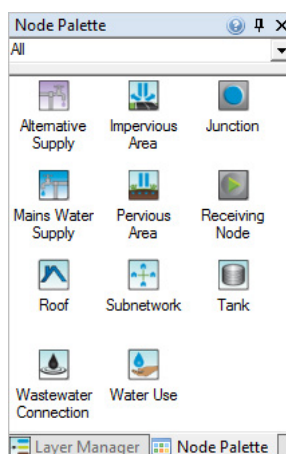 Node Palette
All
Alternative Impervious Junction
Supply Area
Mains Water Pervious Receiving
Supply Area Node
Roof Subnetwork Tank
Wastewater Water Use
Connection
Layer Manager Node Palette